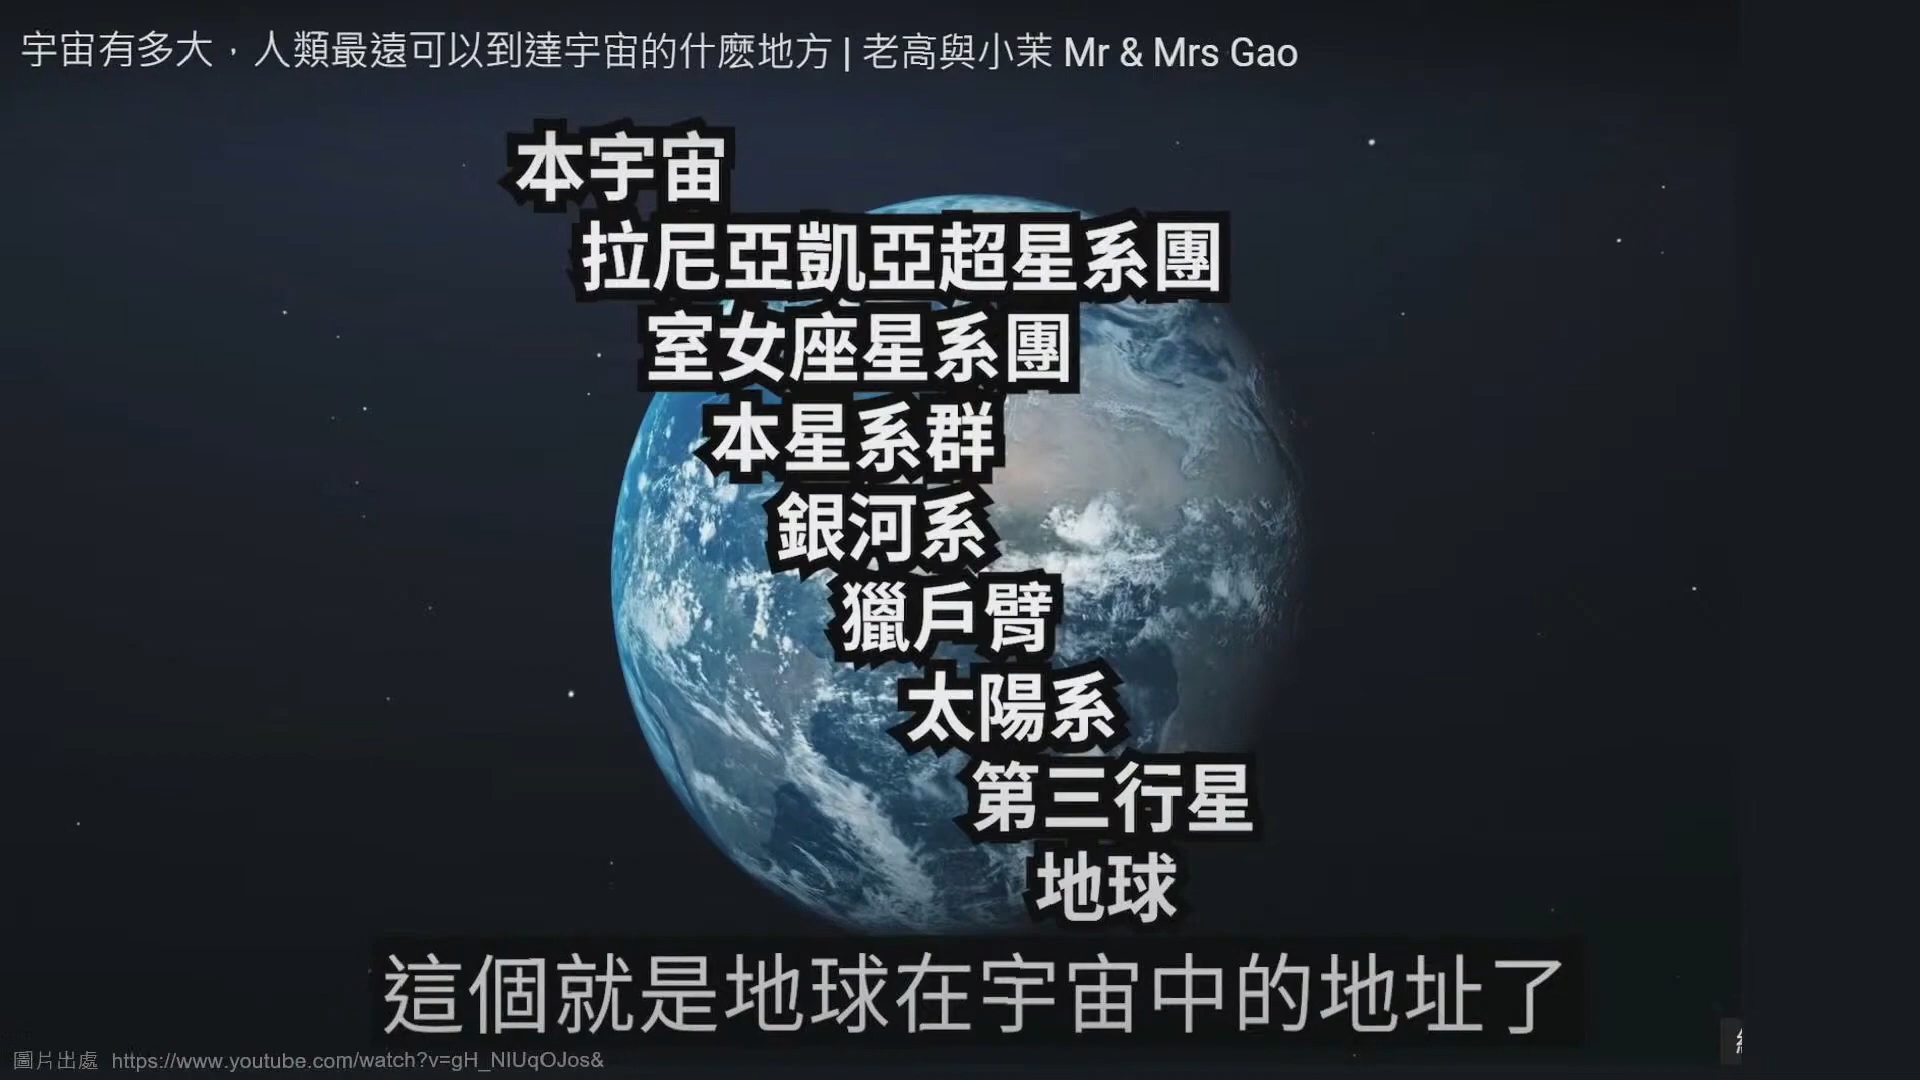 宇宙有多大，人類最遠可以到達宇宙的什麽地方 | 老高與小茉 Mr & Mrs Gao
本宇宙
拉尼亞凱亞超星系團
室女座星系團
本星系群
銀河系
獵戶臂
太陽系
第三行星
地球
這個就是地球在宇宙中的地址了
圖片出處 https://www.youtube.com/watch?v=gH_NIUqOJos&